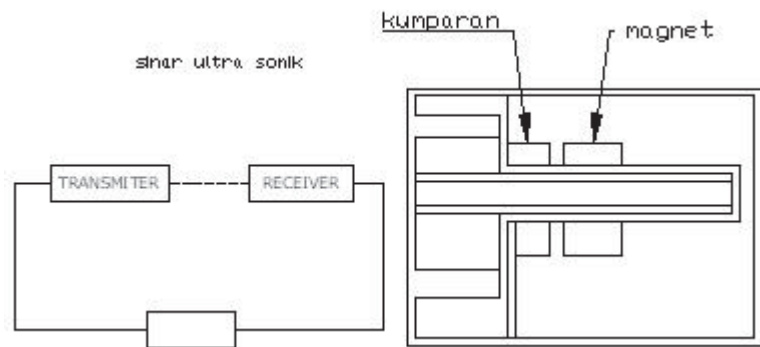 sinar ultra sonik
TRANSMITER
RECEIVER
kumparan
magnet